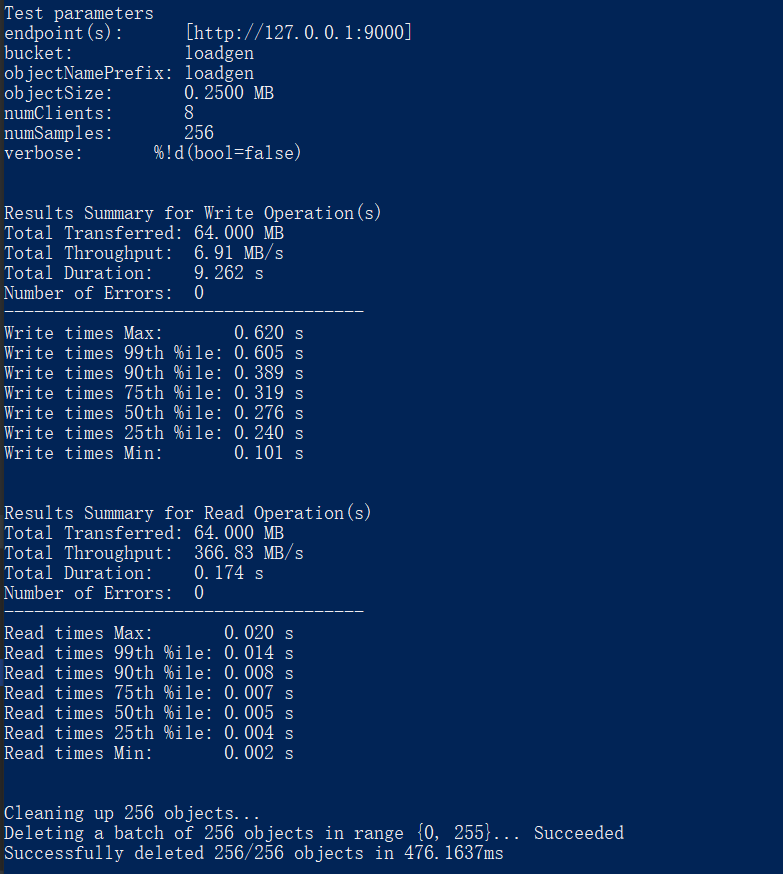 Test parameters
endpoint(s):      [http://127.0.0.1:9000]
bucket:           loadgen
objectNamePrefix: loadgen
objectSize:       0.2500 MB
numClients:       8
numSamples:       256
verbose:       %!d(bool=false)
Results Summary for Write Operation(s)
Total Transferred: 64.000 MB
Total Throughput:  6.91 MB/s
Total Duration:    9.262 s
Number of Errors:  0
------------------------------------
Write times Max:       0.620 s
Write times 99th %ile: 0.605 s
Write times 90th %ile: 0.389 s
Write times 75th %ile: 0.319 s
Write times 50th %ile: 0.276 s
Write times 25th %ile: 0.240 s
Write times Min:       0.101 s
Results Summary for Read Operation(s)
Total Transferred: 64.000 MB
Total Throughput:  366.83 MB/s
Total Duration:    0.174 s
Number of Errors:  0
------------------------------------
Read times Max:       0.020 s
Read times 99th %ile: 0.014 s
Read times 90th %ile: 0.008 s
Read times 75th %ile: 0.007 s
Read times 50th %ile: 0.005 s
Read times 25th %ile: 0.004 s
Read times Min:       0.002 s
Cleaning up 256 objects...
Deleting a batch of 256 objects in range {0, 255}... Succeeded
Successfully deleted 256/256 objects in 476.1637ms